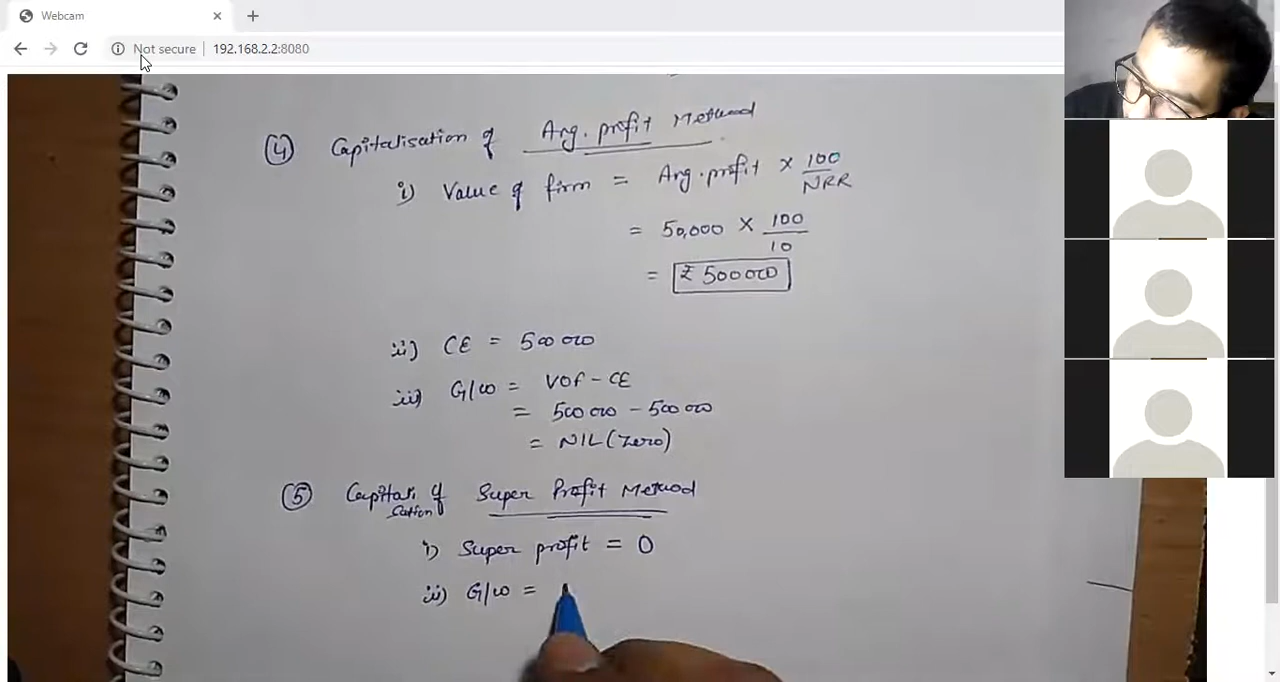 Webcam
Not secure 192.168.2.2:8080
(4) Capitalisation of Avg. profit Method
i) Value of firm = Avg. profit × 100/NRR
= 50,000 × 100/10
= ₹ 500000
ii) CE = 500000
iii) G/w = VOF - CE
= 500000 - 500000
= NIL (Zero)
(5) Capitali sation of Super Profit Method
i) Super profit = 0
ii) G/w =